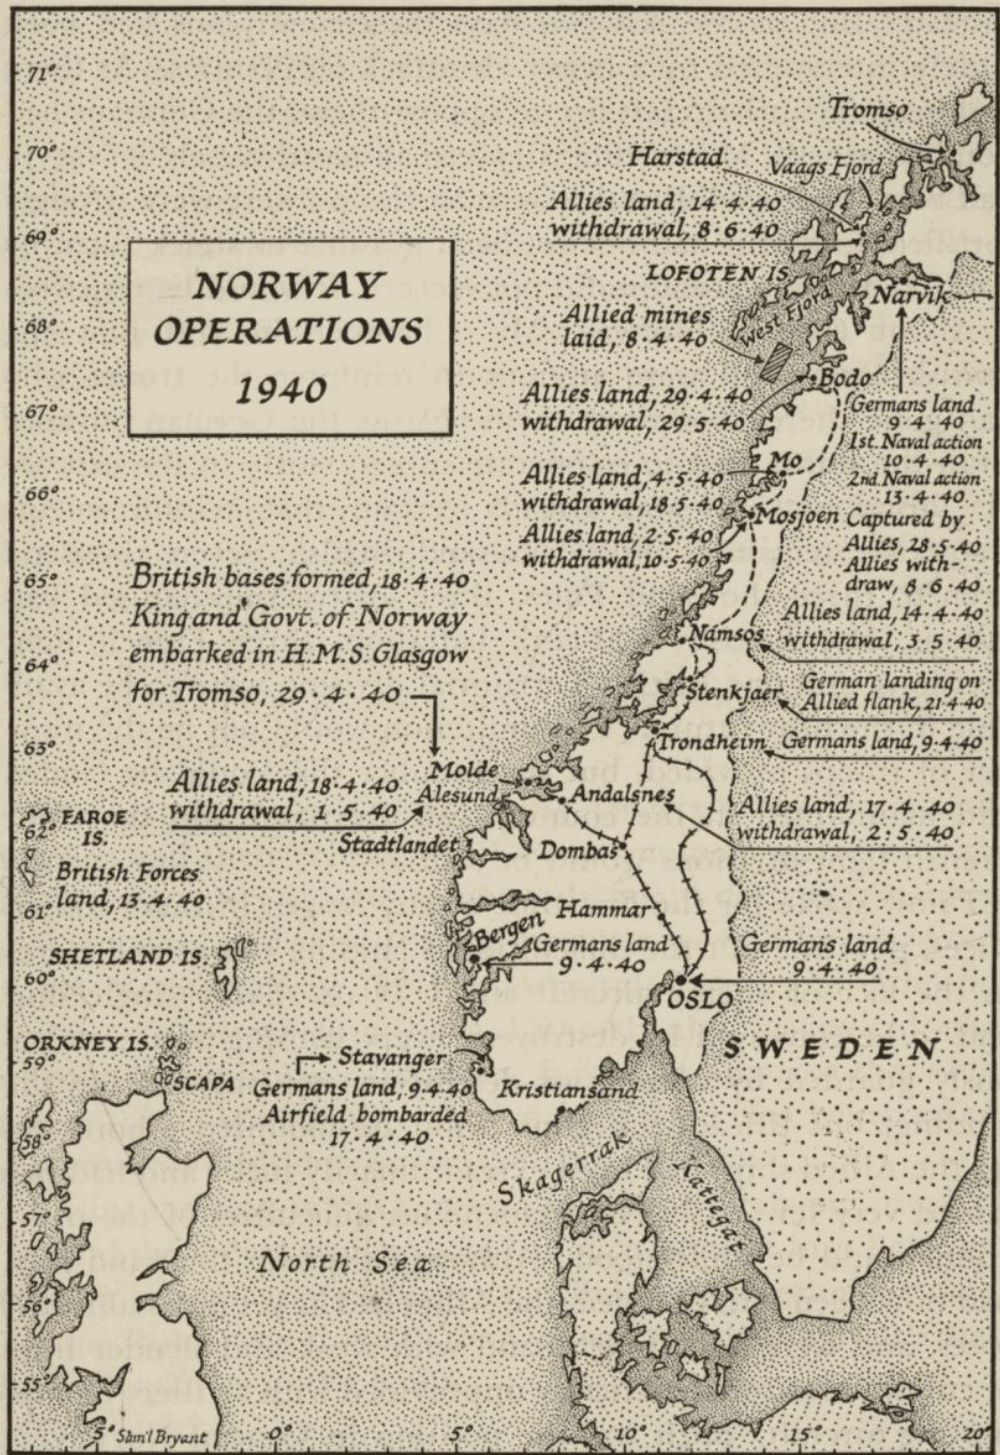 71°
70°
69°
68°
67°
66°
65°
64°
63°
62°
61°
60°
59°
58°
57°
56°
55°
NORWAY
OPERATIONS
1940
Tromso
Harstad
Vaags Fjord
Allies land, 14·4·40
withdrawal, 8·6·40
LOFOTEN IS.
West Fjord
Narvik
Allied mines
laid, 8·4·40
Bodo
Allies land, 29·4·40
withdrawal, 29·5·40
Germans land.
9·4·40
1st. Naval action
10·4·40
2nd. Naval action
13·4·40
Captured by
Allies, 28·5·40
Allies with-
draw, 8·6·40
Mo
Allies land, 4·5·40
withdrawal, 18·5·40
Mosjoen
Allies land, 2·5·40
withdrawal, 10·5·40
British bases formed, 18·4·40
King and Govt. of Norway
embarked in H.M.S. Glasgow
for Tromso, 29·4·40
Namsos
Allies land, 14·4·40
withdrawal, 3·5·40
Stenkjaer
German landing on
Allied flank, 21·4·40
Trondheim
Germans land, 9·4·40
Molde
Alesund
Allies land, 18·4·40
withdrawal, 1·5·40
Andalsnes
Allies land, 17·4·40
withdrawal, 2·5·40
Stadtlandet
Dombas
FAROE
IS.
British Forces
land, 13·4·40
Hammar
Bergen
Germans land
9·4·40
Germans land
9·4·40
OSLO
SHETLAND IS.
ORKNEY IS.
SCAPA
Stavanger
Germans land, 9·4·40
Airfield bombarded
17·4·40
Kristiansand
SWEDEN
Skagerrak
Kattegat
North Sea
5°
Sam'l Bryant
0°
5°
10°
15°
20°